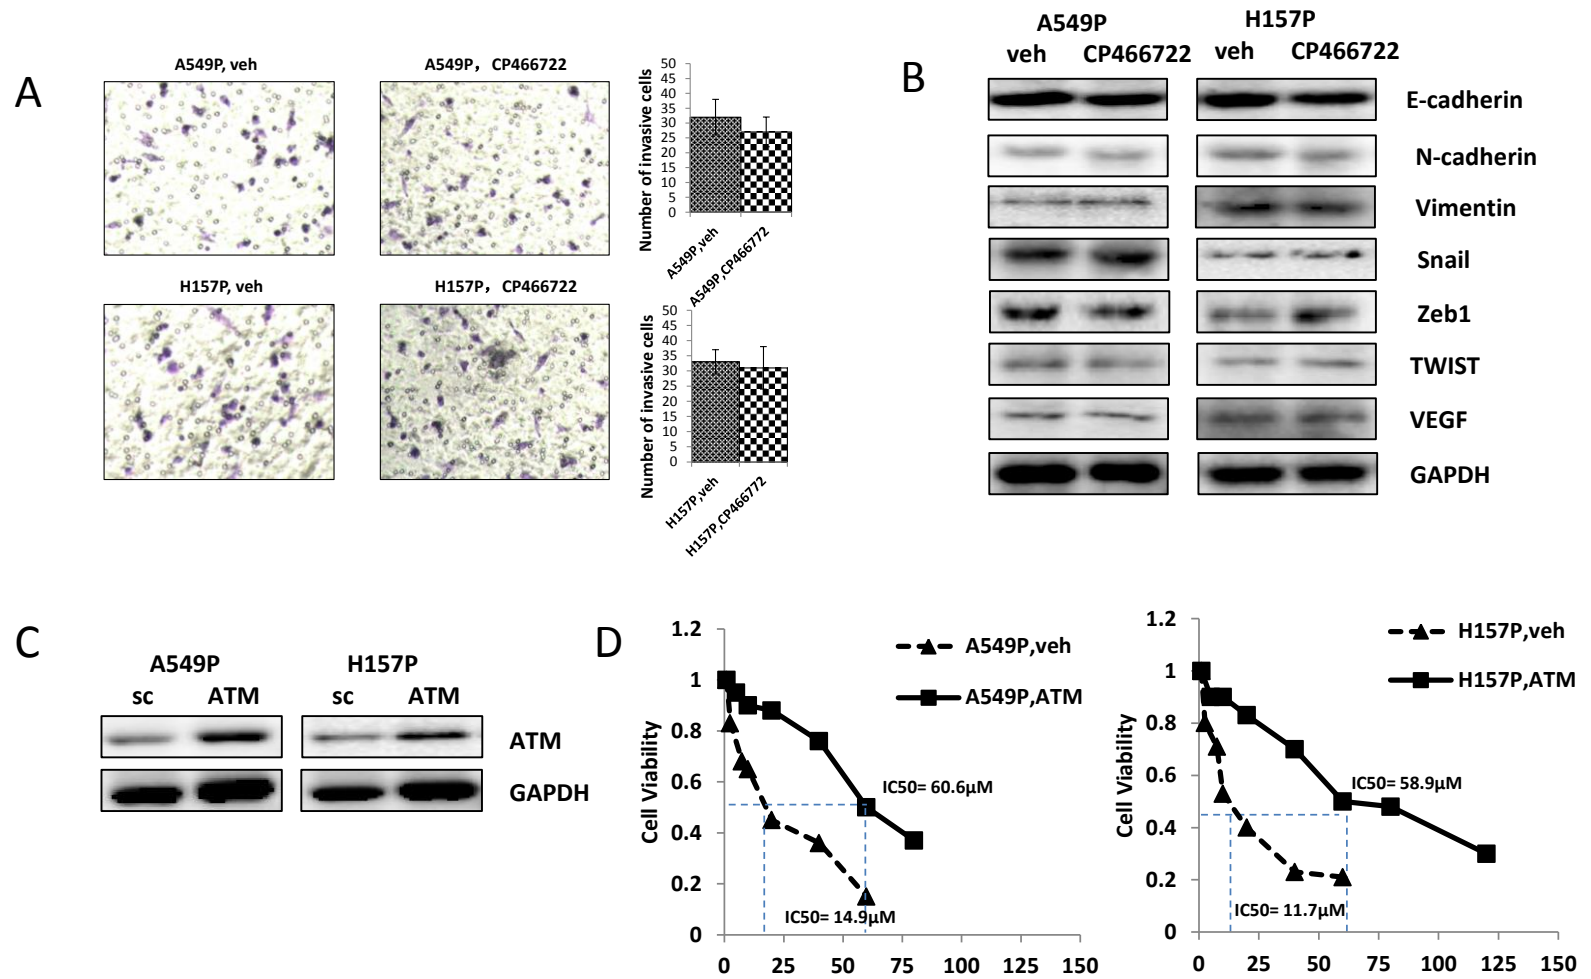 A
A549P, veh
A549P, CP466722
50
45
40
35
30
25
20
15
10
5
0
Number of invasive cells
A549P,veh
A549P,CP466772
H157P, veh
H157P, CP466722
50
45
40
35
30
25
20
15
10
5
0
Number of invasive cells
H157P,veh
H157P,CP466772
B
A549P
H157P
veh CP466722
veh CP466722
E-cadherin
N-cadherin
Vimentin
Snail
Zeb1
TWIST
VEGF
GAPDH
C
A549P
H157P
sc ATM
sc ATM
ATM
GAPDH
D
1.2
1
0.8
0.6
0.4
0.2
0
Cell Viability
A549P,veh
A549P,ATM
IC50= 60.6μM
IC50= 14.9μM
0 25 50 75 100 125 150
1.2
1
0.8
0.6
0.4
0.2
0
Cell Viability
H157P,veh
H157P,ATM
IC50= 58.9μM
IC50= 11.7μM
0 25 50 75 100 125 150